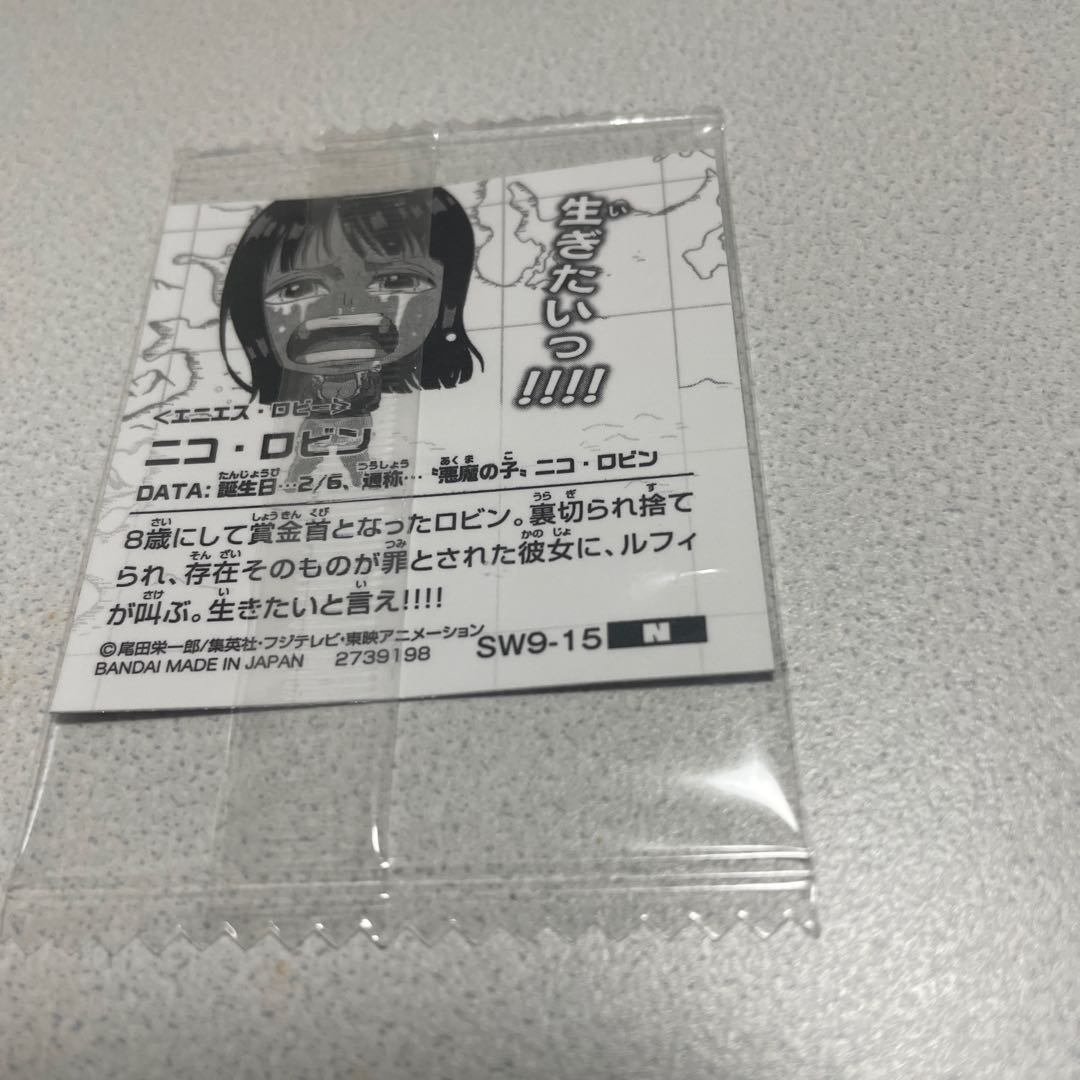 生ぎたいっ!!!!
<エニエス・ロビー>
ニコ・ロビン
DATA: 誕生日…2/6、通称…〝悪魔の子〟ニコ・ロビン
8歳にして賞金首となったロビン。裏切られ捨て
られ、存在そのものが罪とされた彼女に、ルフィ
が叫ぶ。生きたいと言え!!!!
©尾田栄一郎/集英社・フジテレビ・東映アニメーション
BANDAI MADE IN JAPAN 2739198 SW9-15 N